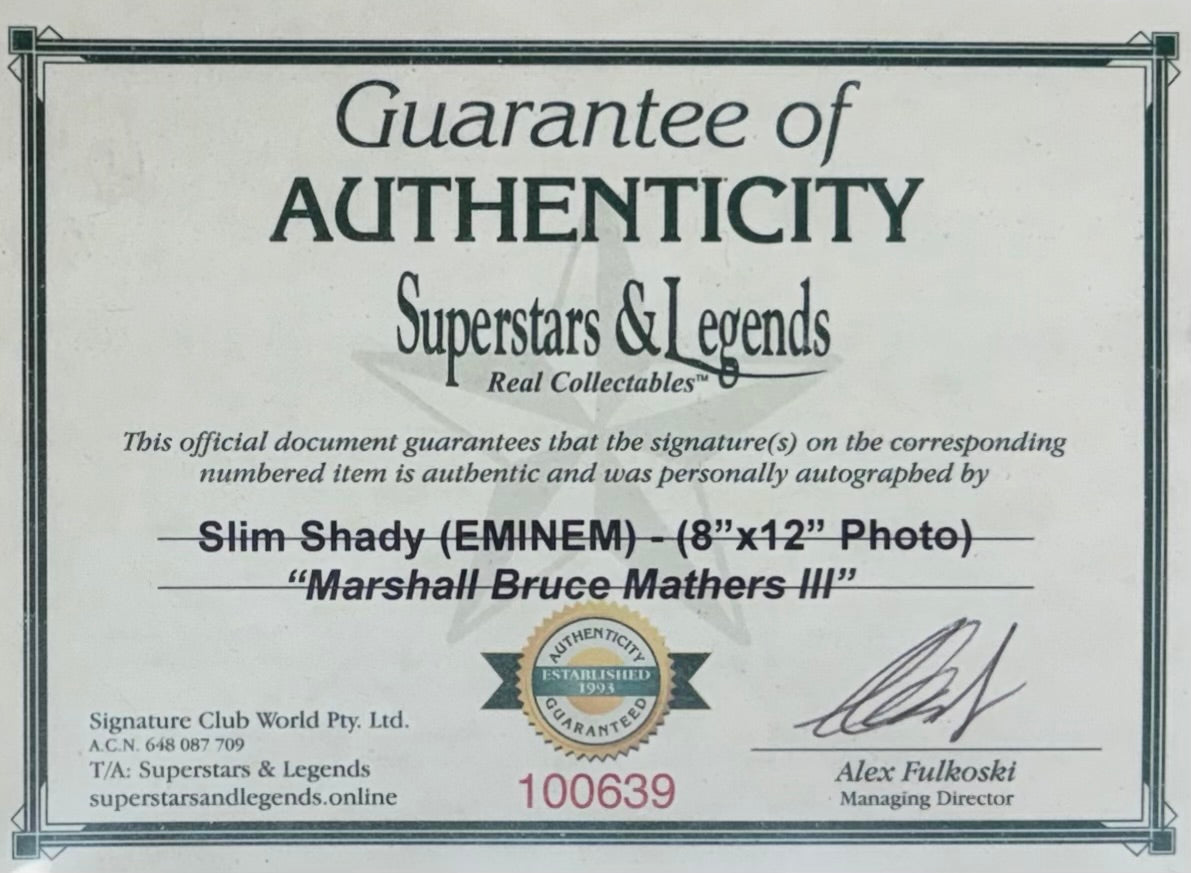 Guarantee of
AUTHENTICITY
Superstars & Legends
Real Collectables™
This official document guarantees that the signature(s) on the corresponding
numbered item is authentic and was personally autographed by
Slim Shady (EMINEM) - (8”x12” Photo)
“Marshall Bruce Mathers III”
AUTHENTICITY
ESTABLISHED
1993
GUARANTEED
100639
Signature Club World Pty. Ltd.
A.C.N. 648 087 709
T/A: Superstars & Legends
superstarsandlegends.online
Alex Fulkoski
Managing Director